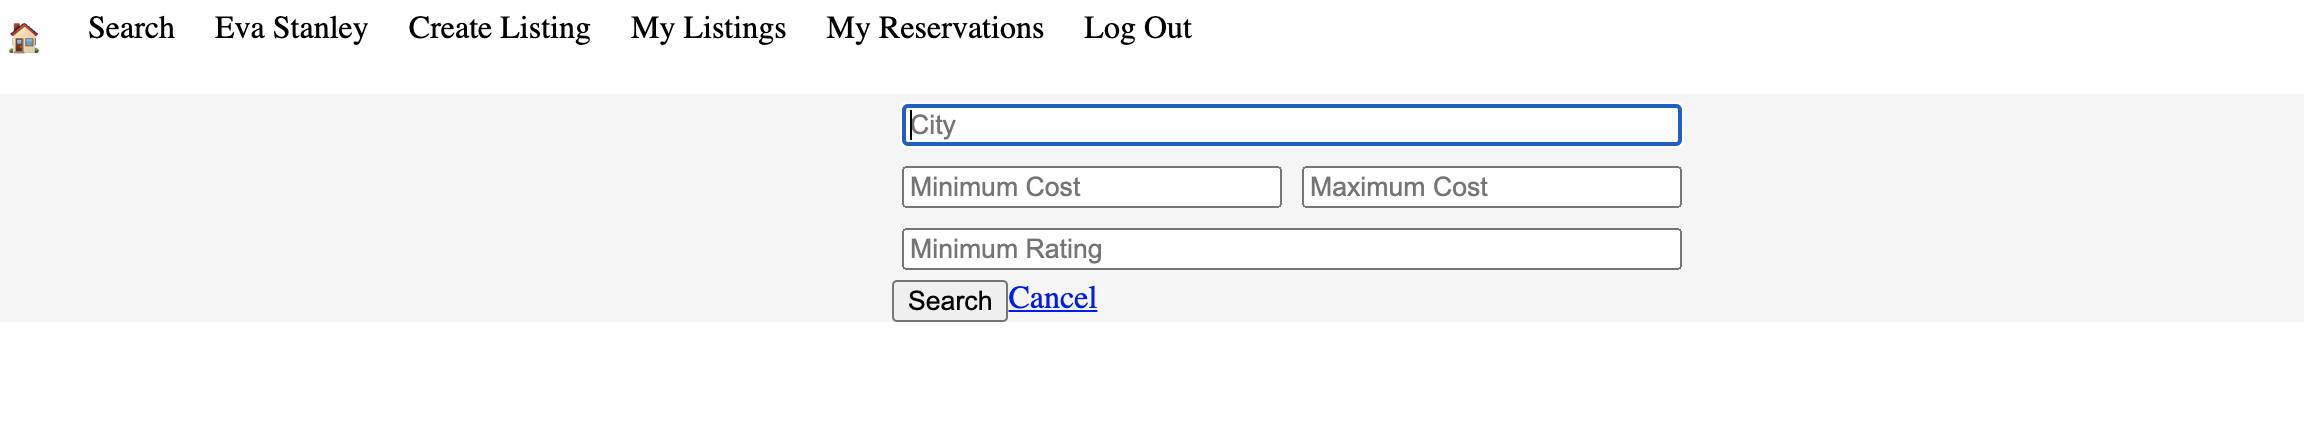 Search Eva Stanley Create Listing My Listings My Reservations Log Out
City
Minimum Cost Maximum Cost
Minimum Rating
Search Cancel